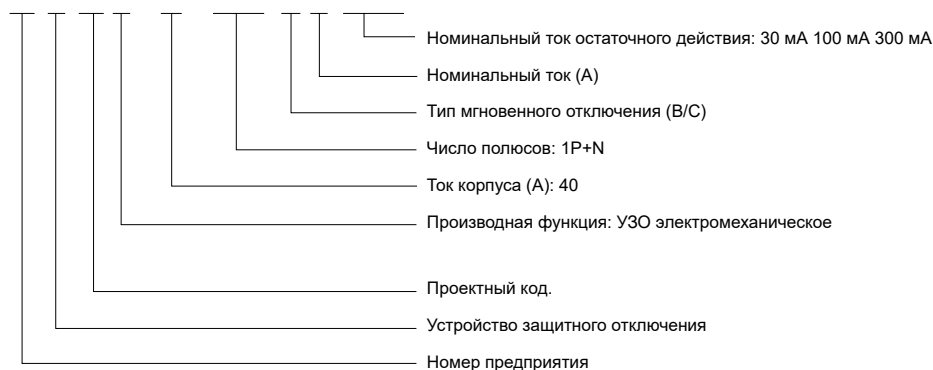 Номинальный ток остаточного действия: 30 мА 100 мА 300 мА
Номинальный ток (А)
Тип мгновенного отключения (B/C)
Число полюсов: 1P+N
Ток корпуса (А): 40
Производная функция: УЗО электромеханическое
Проектный код.
Устройство защитного отключения
Номер предприятия